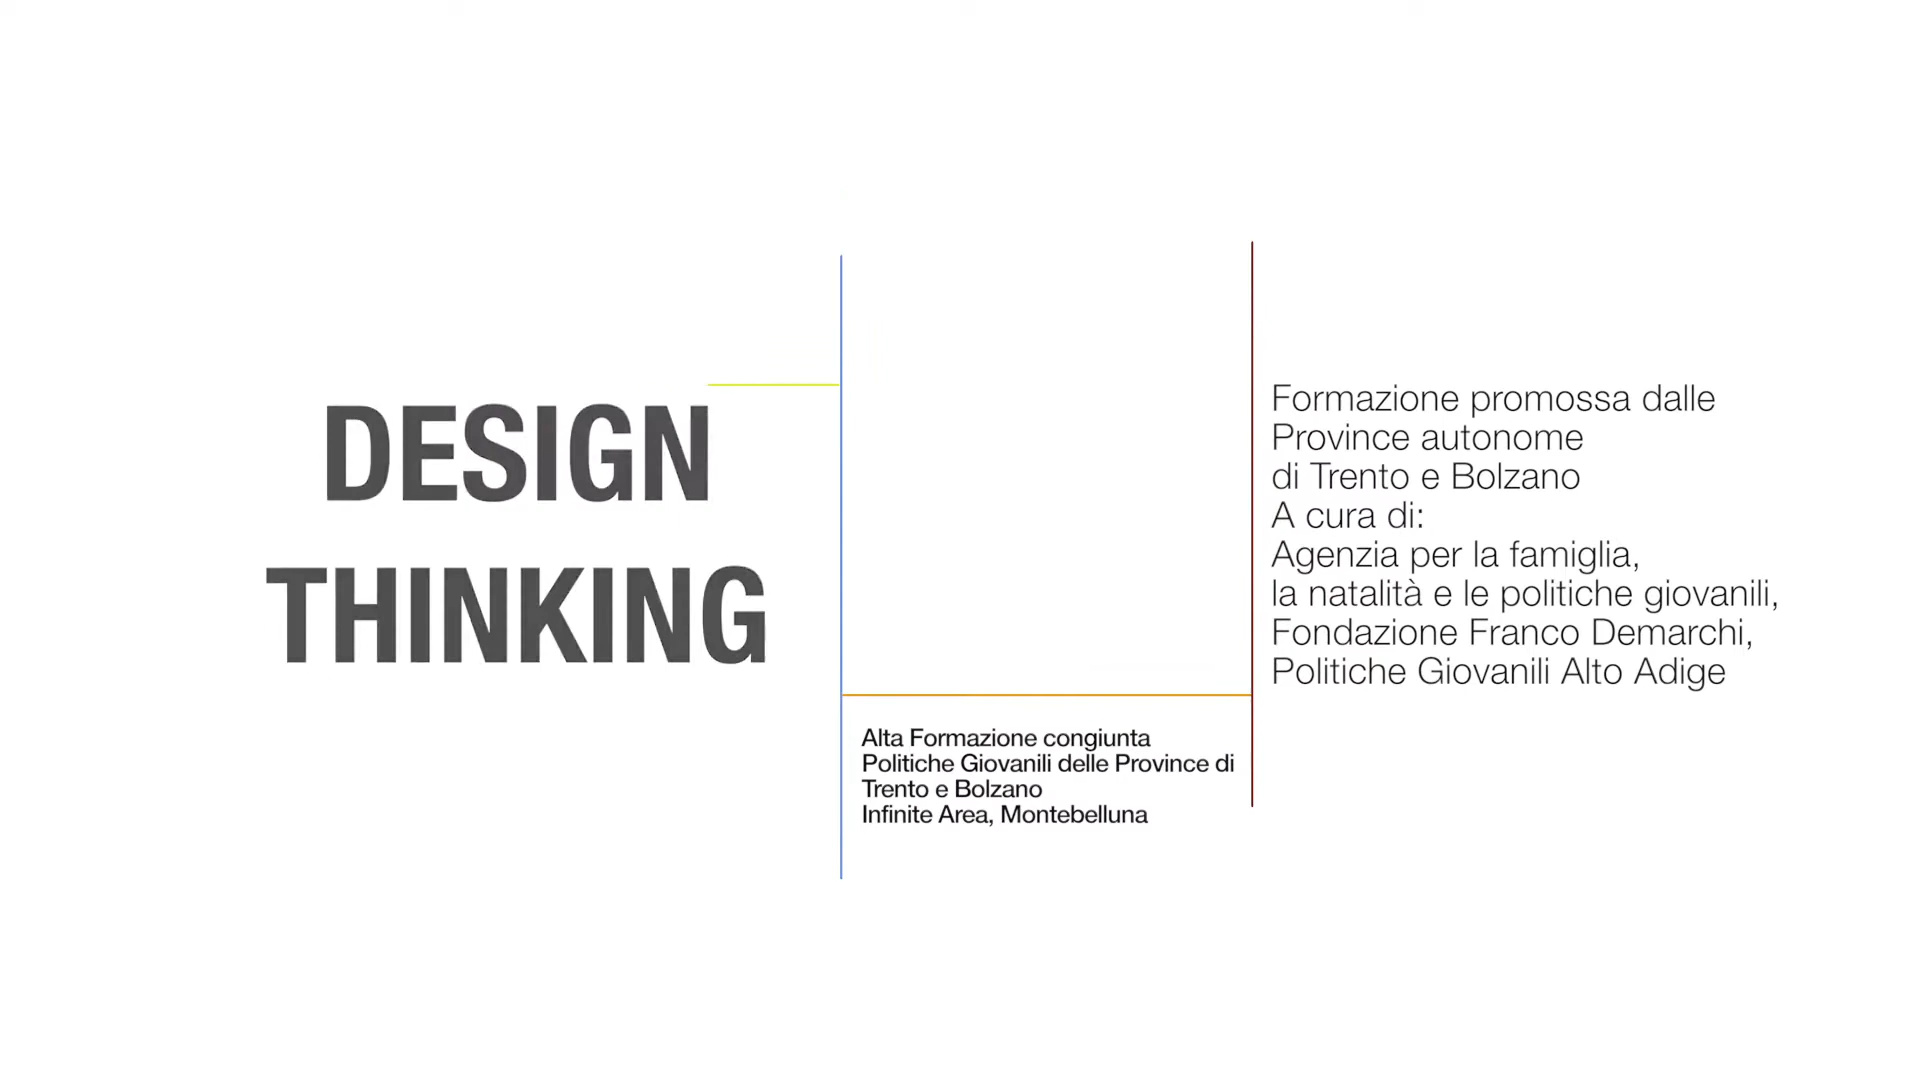 DESIGN
THINKING
Alta Formazione congiunta
Politiche Giovanili delle Province di
Trento e Bolzano
Infinite Area, Montebelluna
Formazione promossa dalle
Province autonome
di Trento e Bolzano
A cura di:
Agenzia per la famiglia,
la natalità e le politiche giovanili,
Fondazione Franco Demarchi,
Politiche Giovanili Alto Adige